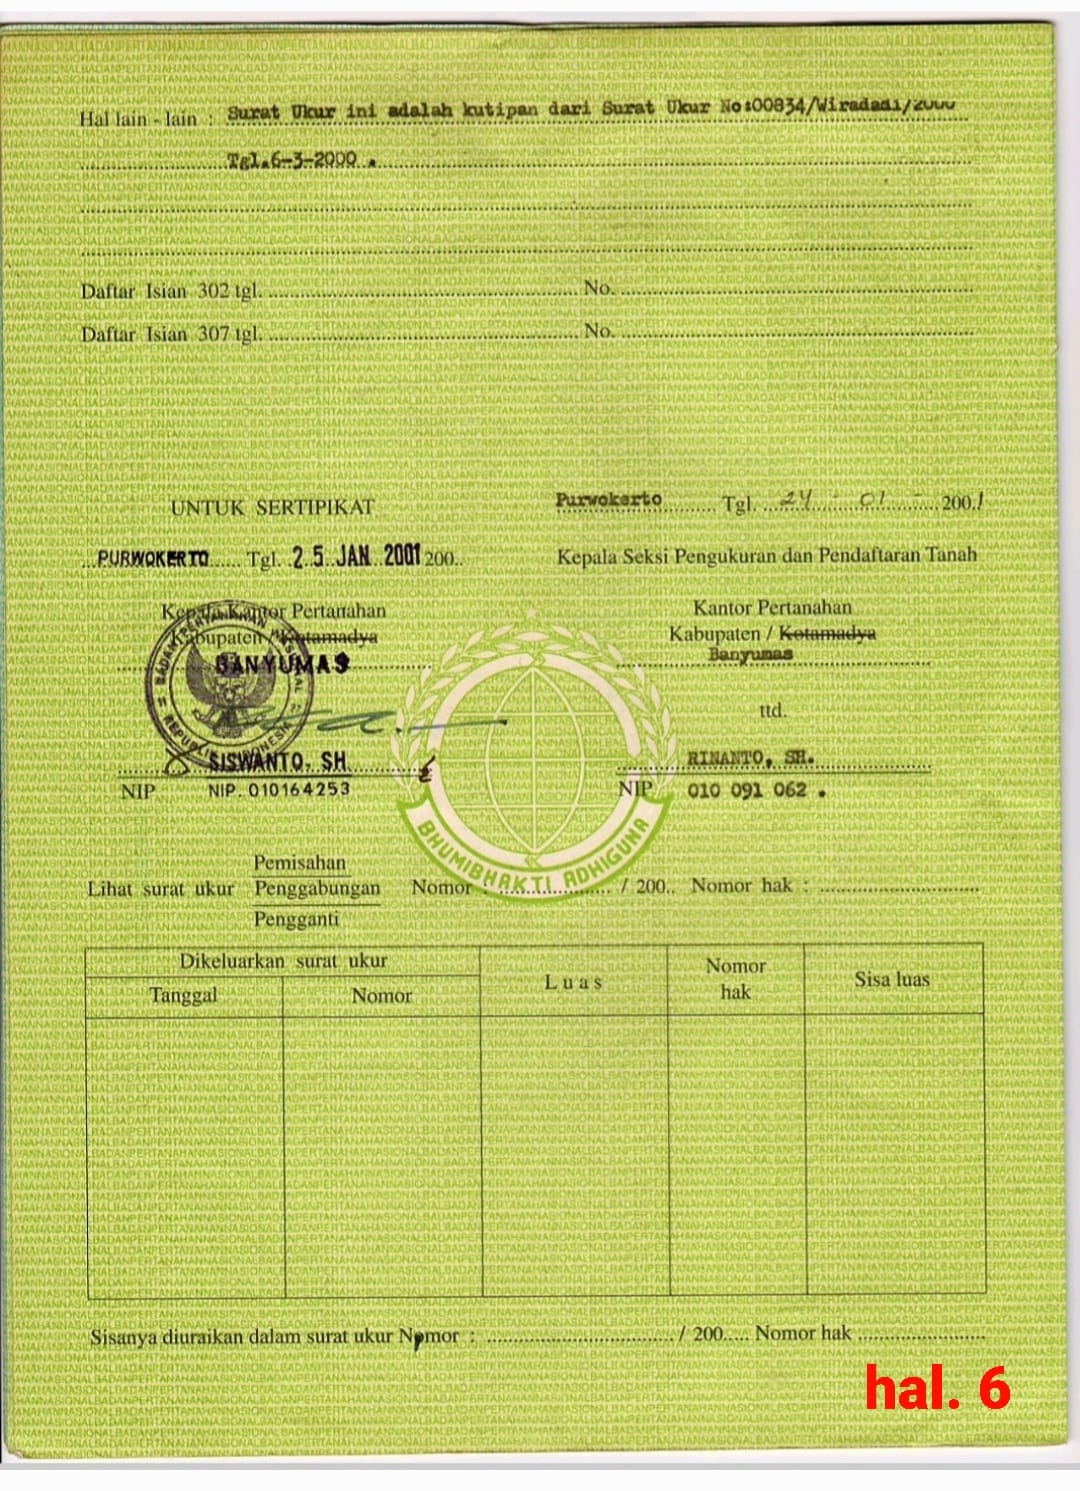 Hal lain - lain : Surat Ukur ini adalah kutipan dari Surat Ukur No:00834/Wiradadi/2000
Tgl.6-3-2000 .
Daftar Isian 302 tgl. ........ No. ........
Daftar Isian 307 tgl. ........ No. ........
UNTUK SERTIPIKAT
PURWOKERTO Tgl. 25 JAN 2001 200..
Kepala Kantor Pertanahan
Kabupaten / Kotamadya
BANYUMAS
BADAN PERTANAHAN NASIONAL
REPUBLIK INDONESIA
SISWANTO, SH
NIP NIP. 010164253
Purwokerto Tgl. 24 - 01 - 2001
Kepala Seksi Pengukuran dan Pendaftaran Tanah
Kantor Pertanahan
Kabupaten / Kotamadya
Banyumas
ttd.
RINANTO, SH.
NIP 010 091 062 .
BHUMIBHAKTI ADHIGUNA
Pemisahan
Lihat surat ukur Penggabungan Nomor : ........ / 200.. Nomor hak : ........
Pengganti
Dikeluarkan surat ukur
Tanggal Nomor Luas Nomor hak Sisa luas
Sisanya diuraikan dalam surat ukur Nomor : ........ / 200..... Nomor hak ........
hal. 6